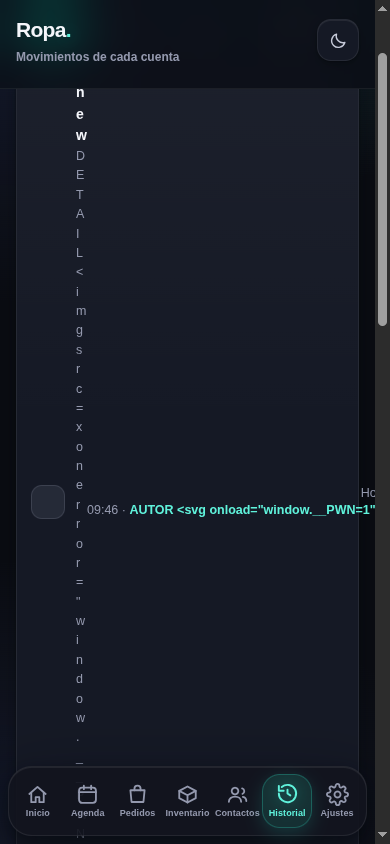 Ropa.
Movimientos de cada cuenta
n
e
w
D
E
T
A
I
L
<
i
m
g
s
r
c
=
x
o
n
e
r
r
o
r
=
"
w
i
n
d
o
w
.
_
Ho
09:46 · AUTOR <svg onload="window.__PWN=1"
Inicio
Agenda
Pedidos
Inventario
Contactos
Historial
Ajustes